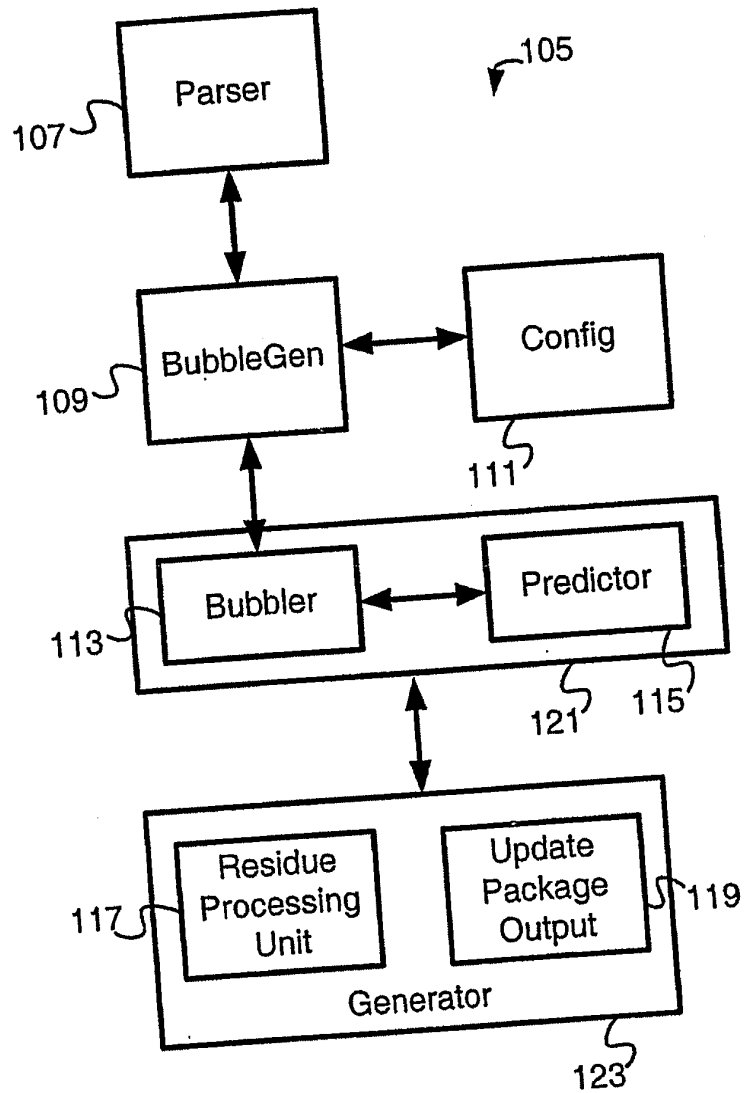 Parser
105
107
BubbleGen
Config
109
111
Bubbler
Predictor
113
121
115
Residue
Processing
Unit
Update
Package
Output
117
119
Generator
123